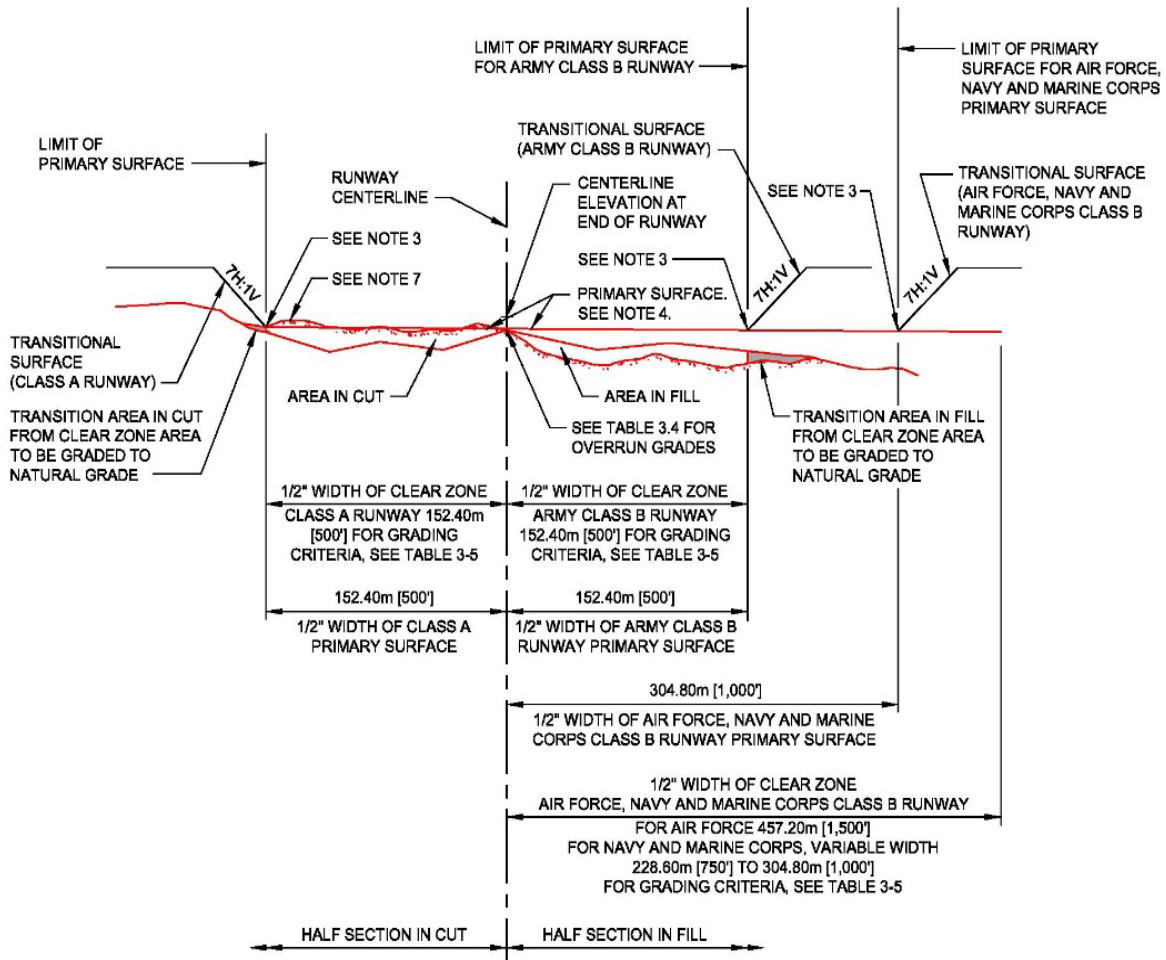 LIMIT OF PRIMARY SURFACE
FOR ARMY CLASS B RUNWAY
LIMIT OF PRIMARY
SURFACE FOR AIR FORCE,
NAVY AND MARINE CORPS
PRIMARY SURFACE
LIMIT OF
PRIMARY SURFACE
RUNWAY
CENTERLINE
TRANSITIONAL SURFACE
(ARMY CLASS B RUNWAY)
CENTERLINE
ELEVATION AT
END OF RUNWAY
SEE NOTE 3
TRANSITIONAL SURFACE
(AIR FORCE, NAVY AND
MARINE CORPS CLASS B
RUNWAY)
SEE NOTE 3
SEE NOTE 7
SEE NOTE 3
PRIMARY SURFACE.
SEE NOTE 4.
7H:1V
7H:1V
7H:1V
TRANSITIONAL
SURFACE
(CLASS A RUNWAY)
AREA IN CUT
AREA IN FILL
TRANSITION AREA IN CUT
FROM CLEAR ZONE AREA
TO BE GRADED TO
NATURAL GRADE
SEE TABLE 3.4 FOR
OVERRUN GRADES
TRANSITION AREA IN FILL
FROM CLEAR ZONE AREA
TO BE GRADED TO
NATURAL GRADE
1/2" WIDTH OF CLEAR ZONE
CLASS A RUNWAY 152.40m
[500'] FOR GRADING
CRITERIA, SEE TABLE 3-5
1/2" WIDTH OF CLEAR ZONE
ARMY CLASS B RUNWAY
152.40m [500'] FOR GRADING
CRITERIA, SEE TABLE 3-5
152.40m [500']
1/2" WIDTH OF CLASS A
PRIMARY SURFACE
152.40m [500']
1/2" WIDTH OF ARMY CLASS B
RUNWAY PRIMARY SURFACE
304.80m [1,000']
1/2" WIDTH OF AIR FORCE, NAVY AND MARINE
CORPS CLASS B RUNWAY PRIMARY SURFACE
1/2" WIDTH OF CLEAR ZONE
AIR FORCE, NAVY AND MARINE CORPS CLASS B RUNWAY
FOR AIR FORCE 457.20m [1,500']
FOR NAVY AND MARINE CORPS, VARIABLE WIDTH
228.60m [750'] TO 304.80m [1,000']
FOR GRADING CRITERIA, SEE TABLE 3-5
HALF SECTION IN CUT
HALF SECTION IN FILL